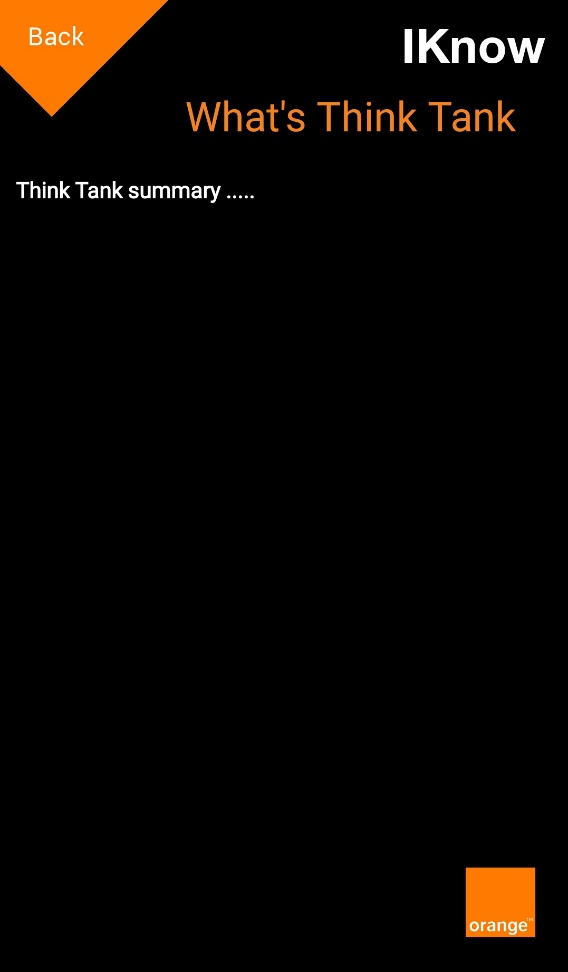 Back
IKnow
What's Think Tank
Think Tank summary .....
orange™